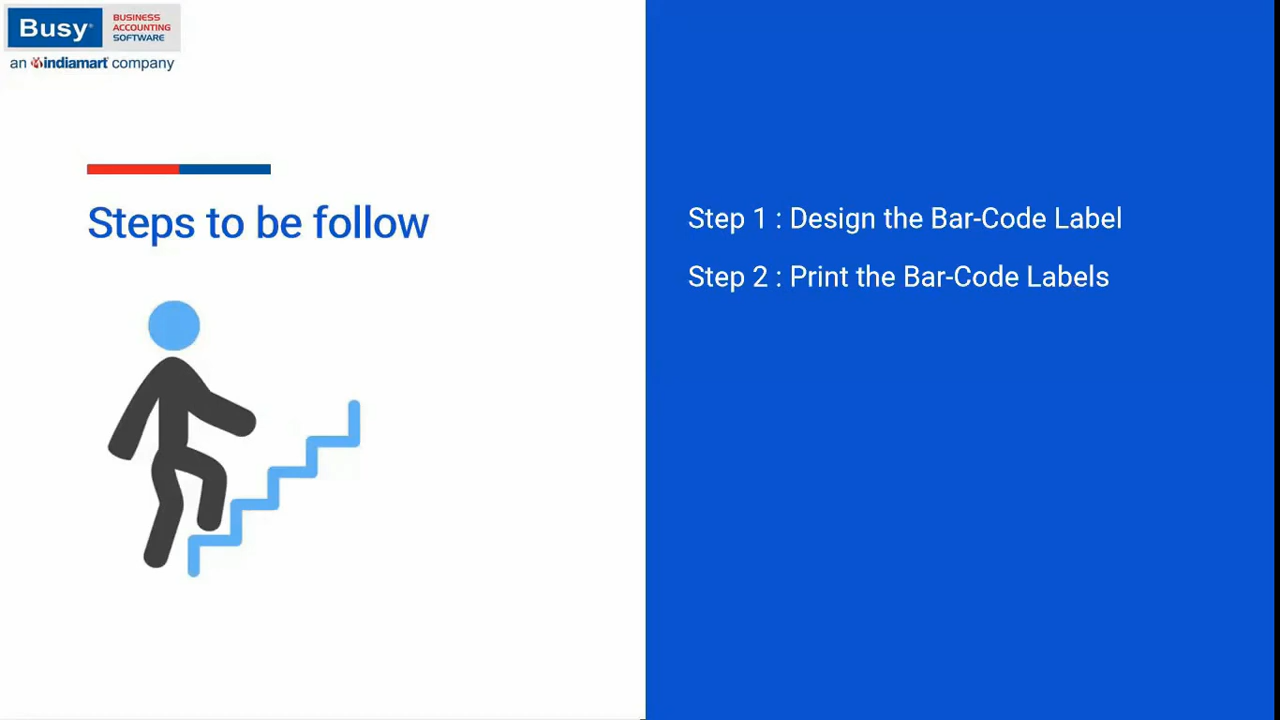 Busy
BUSINESS
ACCOUNTING
SOFTWARE
an indiamart company
Steps to be follow
Step 1 : Design the Bar-Code Label
Step 2 : Print the Bar-Code Labels